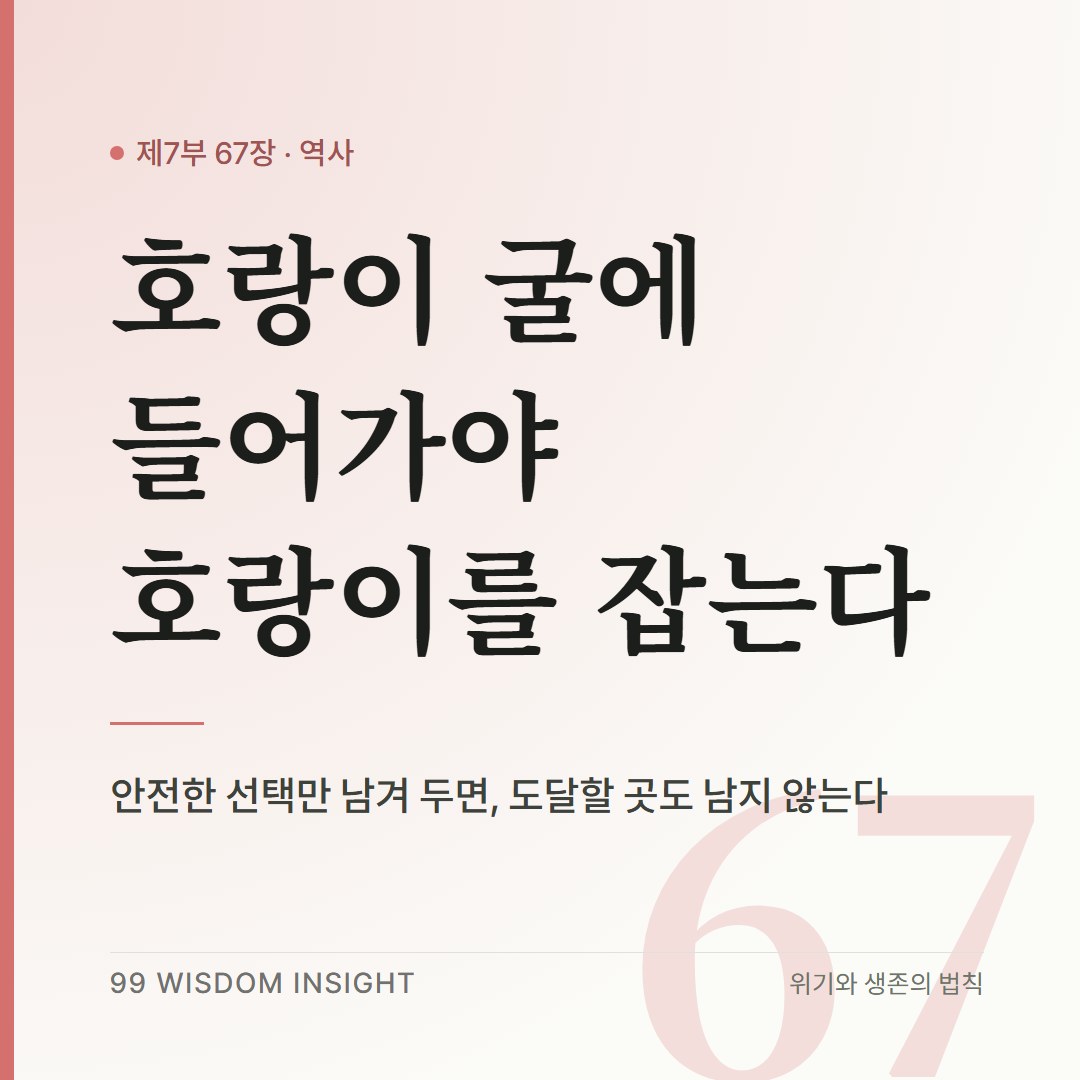 제7부 67장 · 역사
호랑이 굴에
들어가야
호랑이를 잡는다
안전한 선택만 남겨 두면, 도달할 곳도 남지 않는다
67
99 WISDOM INSIGHT
위기와 생존의 법칙